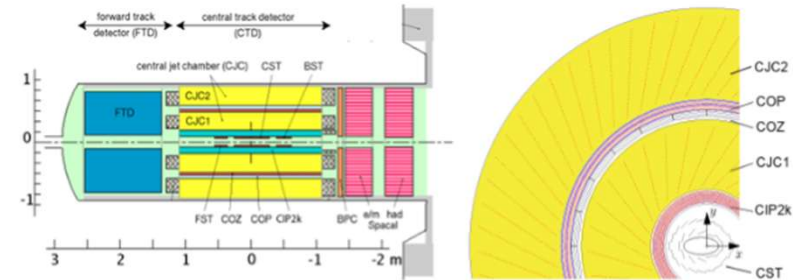 forward track
detector (FTD)
central track detector
(CTD)
central jet chamber (CJC) CST BST
1
0
-1
FTD
CJC2
CJC1
FST COZ COP CIP2k BPC e/m had
Spacal
3 2 1 0 -1 -2 m
CJC2
COP
COZ
CJC1
CIP2k
CST
y
x